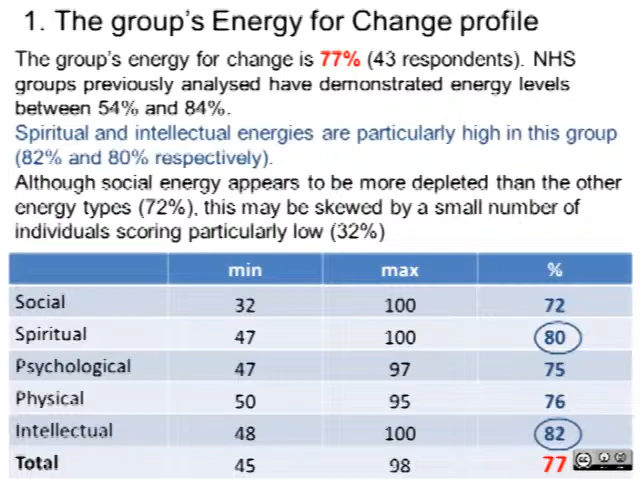 1. The group's Energy for Change profile
The group's energy for change is 77% (43 respondents). NHS
groups previously analysed have demonstrated energy levels
between 54% and 84%.
Spiritual and intellectual energies are particularly high in this group
(82% and 80% respectively).
Although social energy appears to be more depleted than the other
energy types (72%), this may be skewed by a small number of
individuals scoring particularly low (32%)
min max %
Social 32 100 72
Spiritual 47 100 80
Psychological 47 97 75
Physical 50 95 76
Intellectual 48 100 82
Total 45 98 77